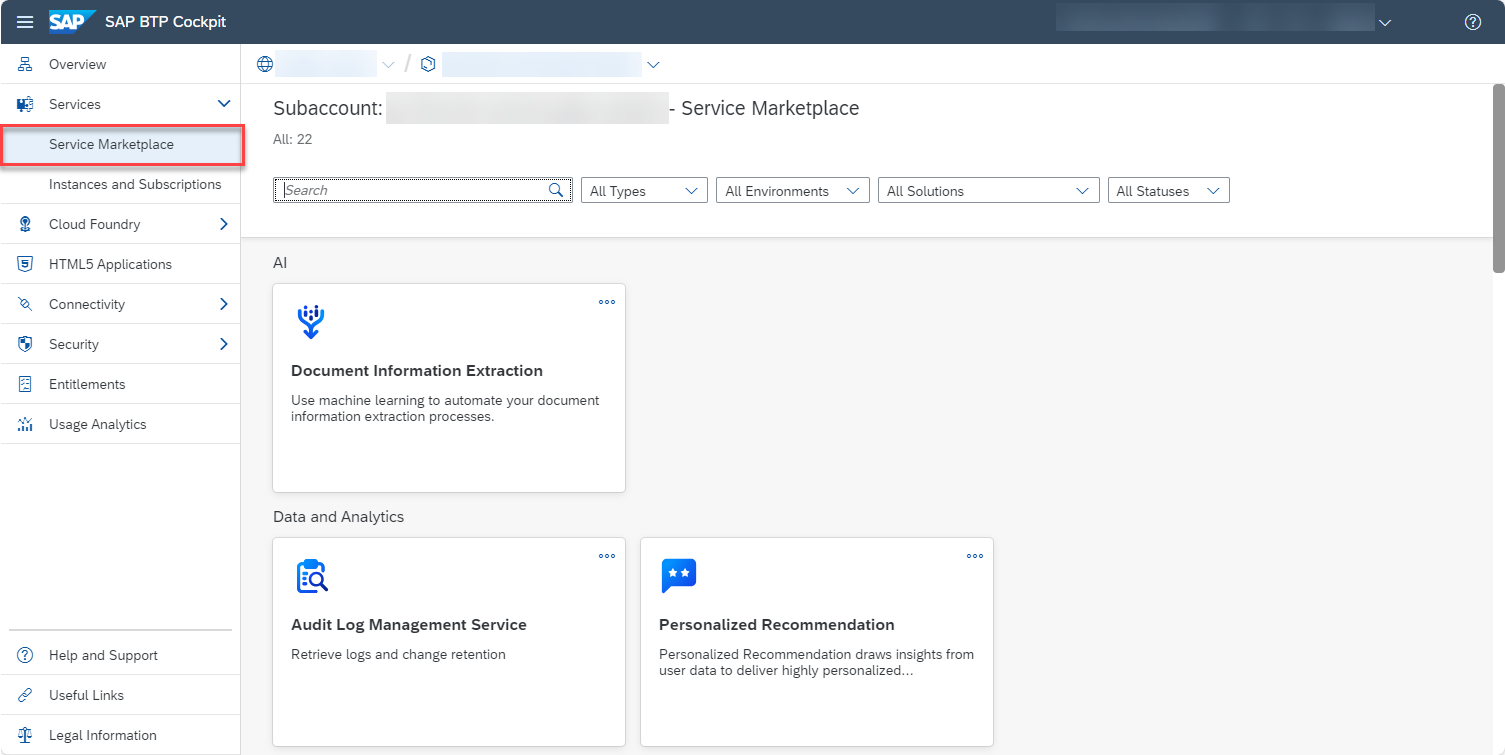 SAP SAP BTP Cockpit
Overview
Services
Service Marketplace
Instances and Subscriptions
Cloud Foundry
HTML5 Applications
Connectivity
Security
Entitlements
Usage Analytics
Help and Support
Useful Links
Legal Information
/
Subaccount: - Service Marketplace
All: 22
Search All Types All Environments All Solutions All Statuses
AI
Document Information Extraction
Use machine learning to automate your document
information extraction processes.
Data and Analytics
Audit Log Management Service
Retrieve logs and change retention
Personalized Recommendation
Personalized Recommendation draws insights from
user data to deliver highly personalized...